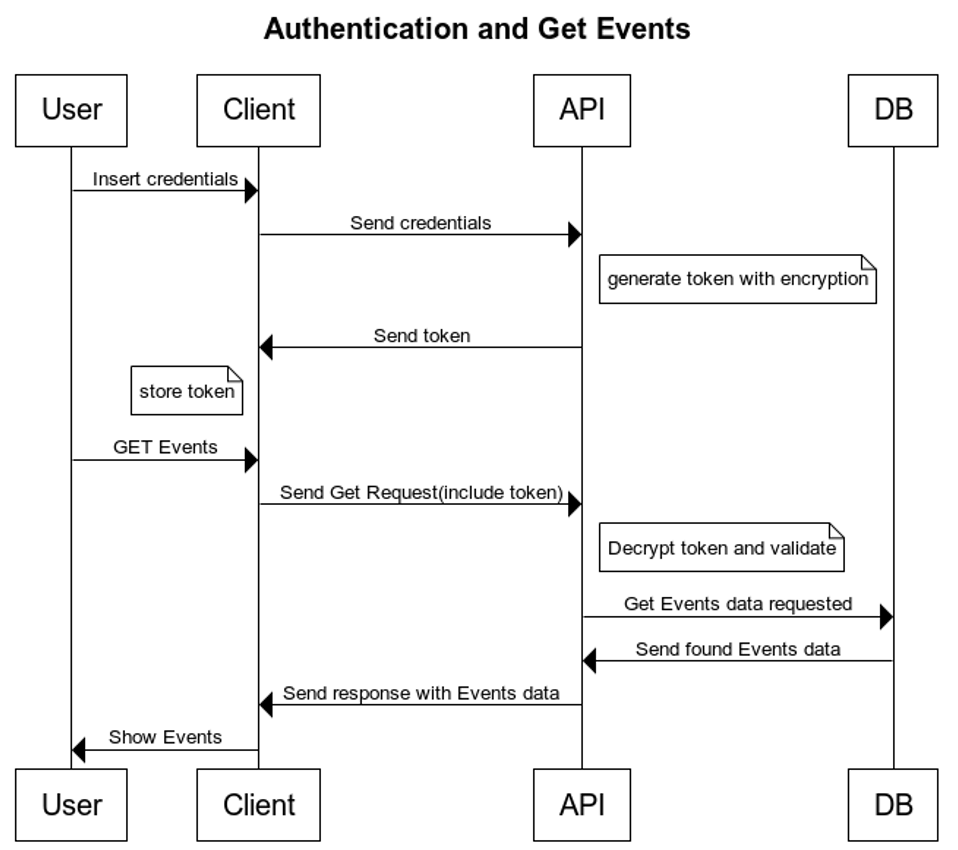 Authentication and Get Events
User Client API DB
Insert credentials
Send credentials
generate token with encryption
Send token
store token
GET Events
Send Get Request(include token)
Decrypt token and validate
Get Events data requested
Send found Events data
Send response with Events data
Show Events
User Client API DB